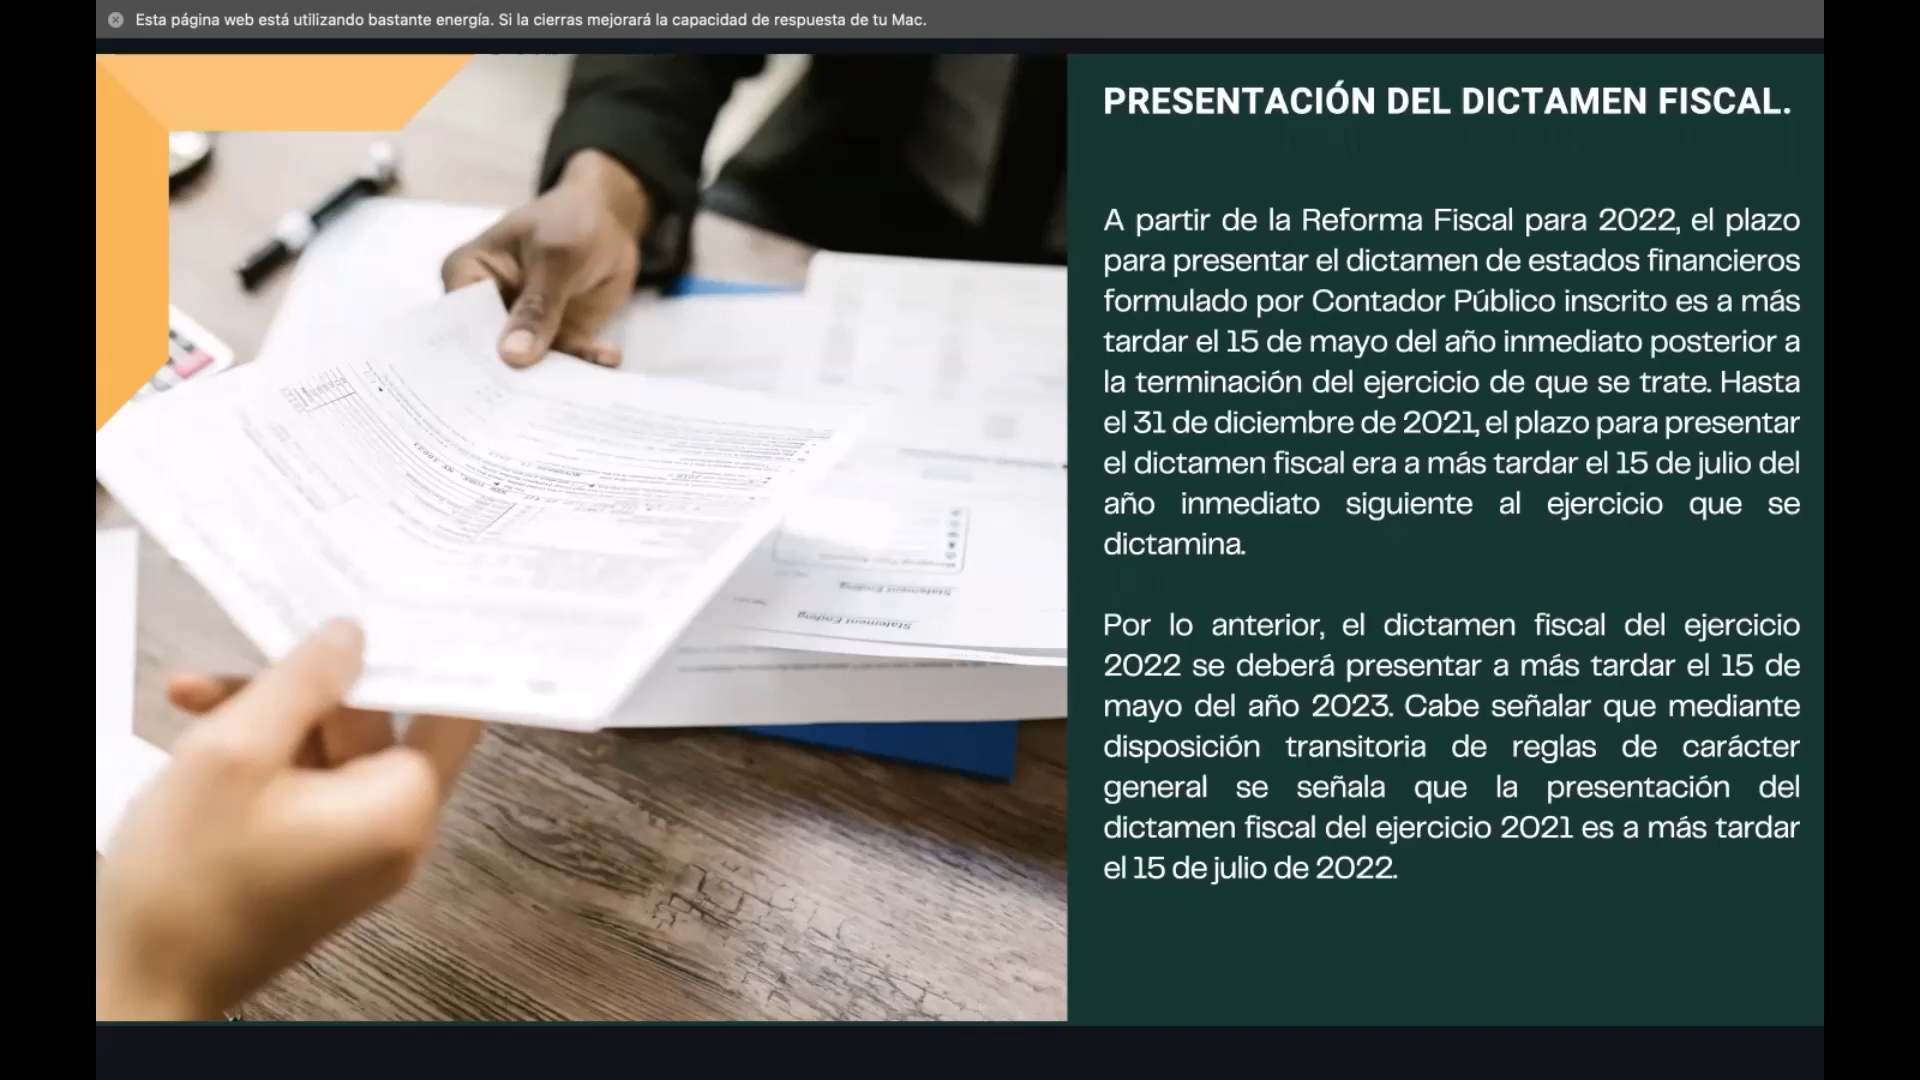 Esta página web está utilizando bastante energía. Si la cierras mejorará la capacidad de respuesta de tu Mac.
PRESENTACIÓN DEL DICTAMEN FISCAL.
A partir de la Reforma Fiscal para 2022, el plazo
para presentar el dictamen de estados financieros
formulado por Contador Público inscrito es a más
tardar el 15 de mayo del año inmediato posterior a
la terminación del ejercicio de que se trate. Hasta
el 31 de diciembre de 2021, el plazo para presentar
el dictamen fiscal era a más tardar el 15 de julio del
año inmediato siguiente al ejercicio que se
dictamina.
Por lo anterior, el dictamen fiscal del ejercicio
2022 se deberá presentar a más tardar el 15 de
mayo del año 2023. Cabe señalar que mediante
disposición transitoria de reglas de carácter
general se señala que la presentación del
dictamen fiscal del ejercicio 2021 es a más tardar
el 15 de julio de 2022.
Statement Ending
Statement Ending